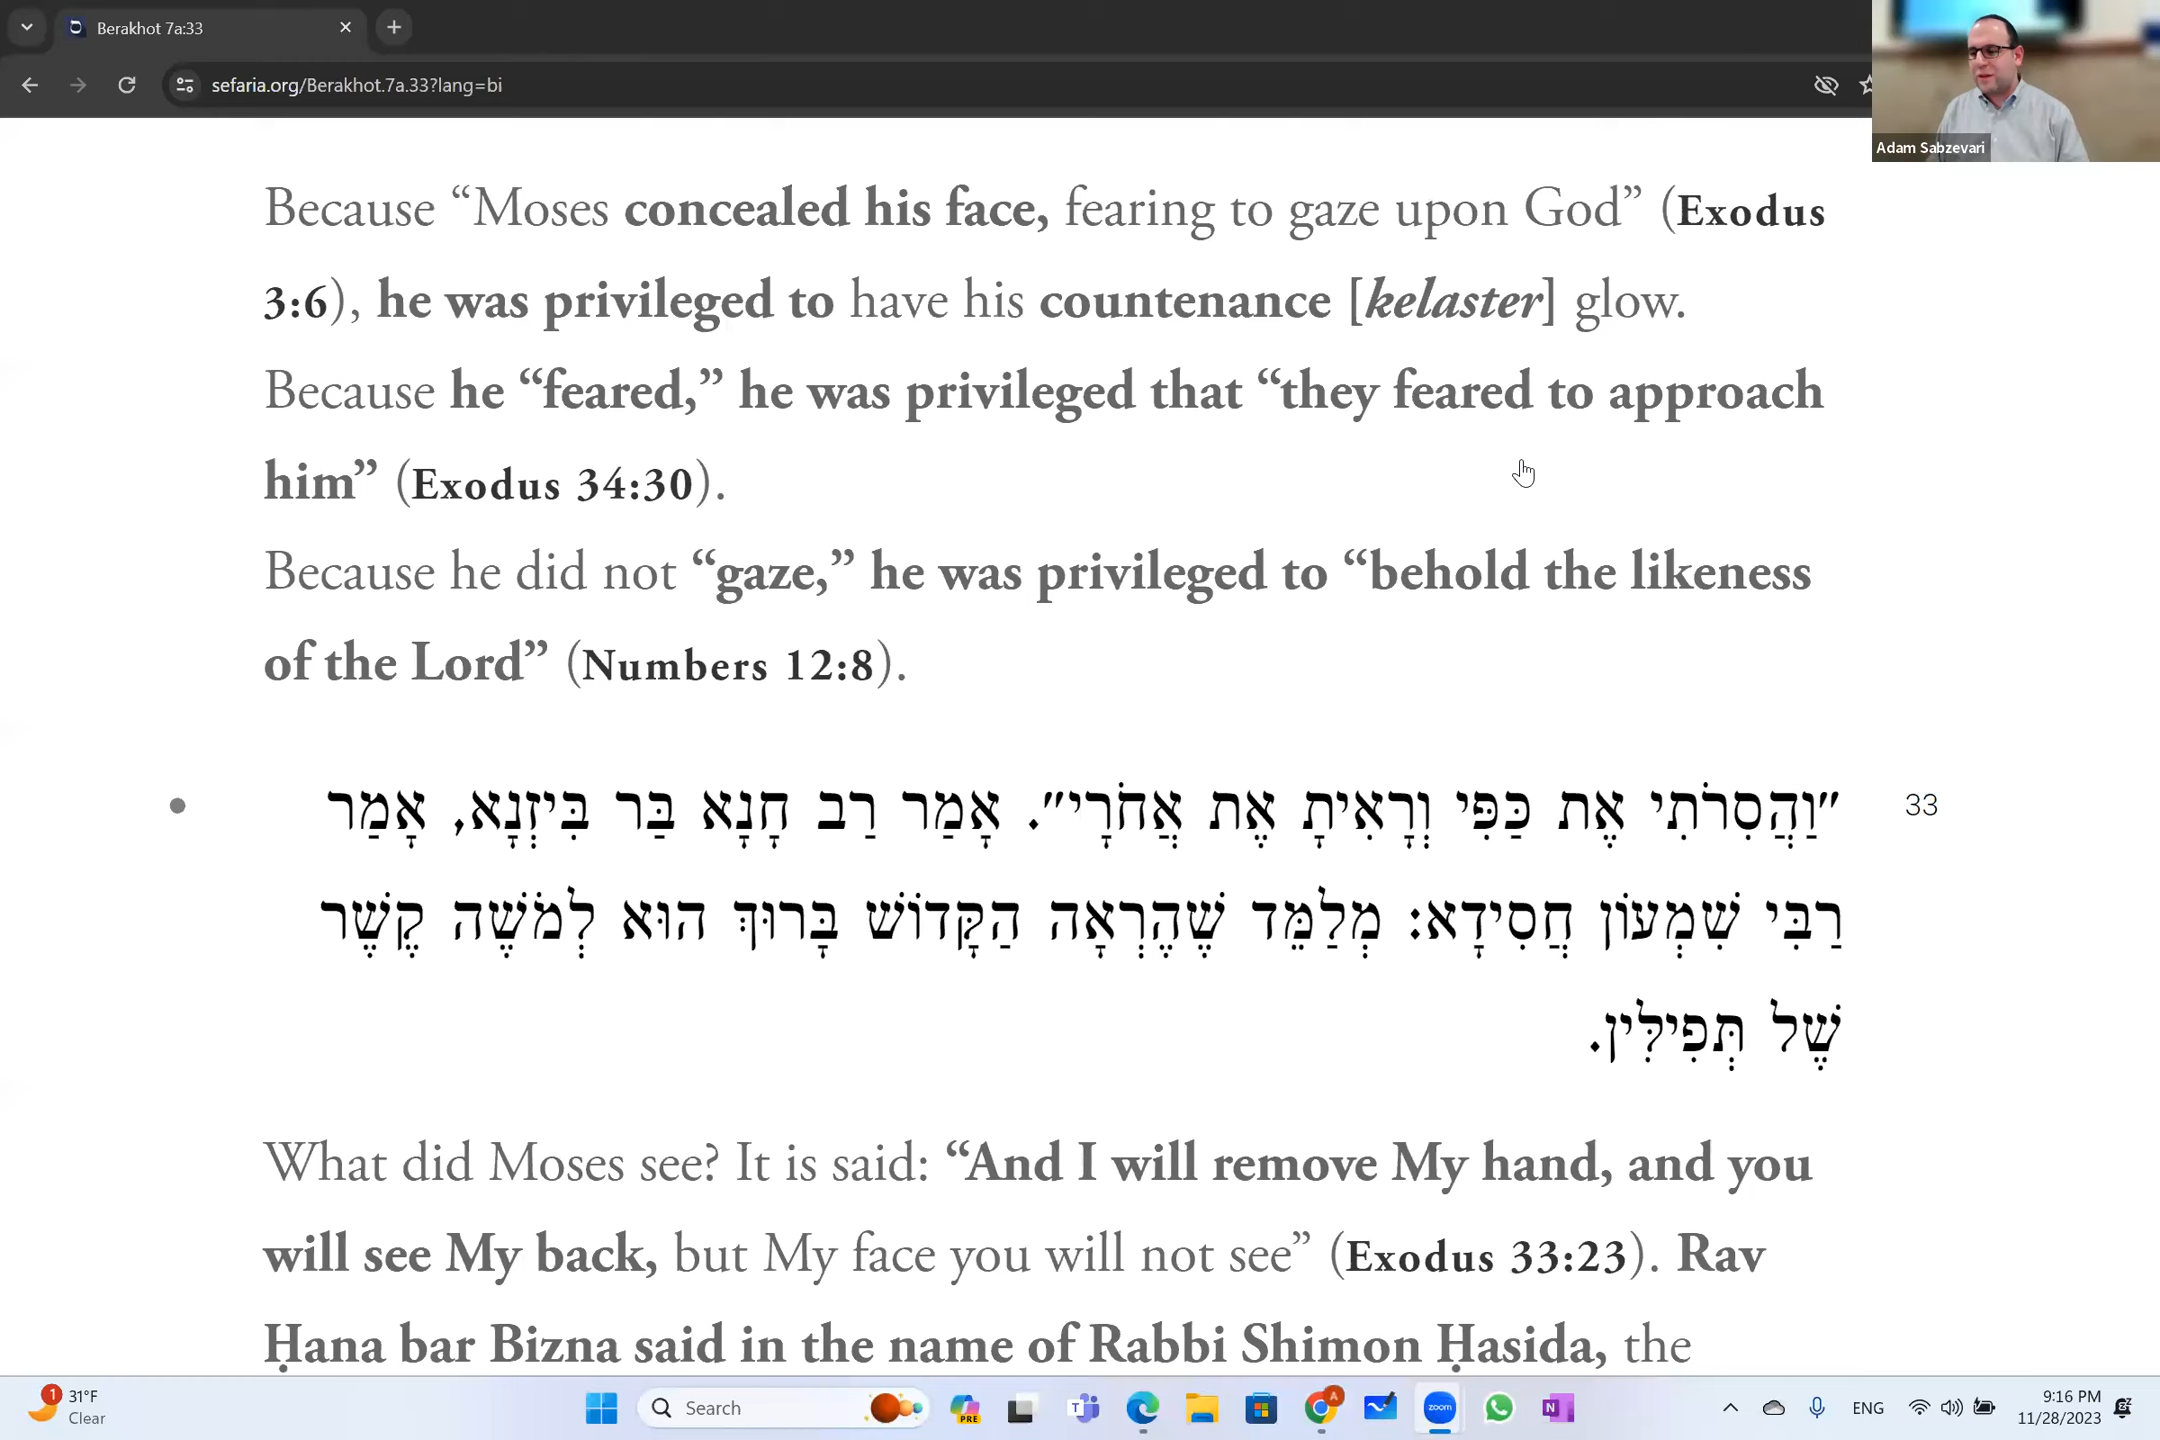 Berakhot 7a:33
sefaria.org/Berakhot.7a.33?lang=bi
Adam Sabzevari
Because “Moses concealed his face, fearing to gaze upon God” (Exodus
3:6), he was privileged to have his countenance [kelaster] glow.
Because he “feared,” he was privileged that “they feared to approach
him” (Exodus 34:30).
Because he did not “gaze,” he was privileged to “behold the likeness
of the Lord” (Numbers 12:8).
33
״וַהֲסִרֹתִי אֶת כַּפִּי וְרָאִיתָ אֶת אֲחֹרָי״. אָמַר רַב חָנָא בַּר בִּיזְנָא, אָמַר
רַבִּי שִׁמְעוֹן חֲסִידָא: מְלַמֵּד שֶׁהֶרְאָה הַקָּדוֹשׁ בָּרוּךְ הוּא לְמֹשֶׁה קֶשֶׁר
שֶׁל תְּפִילִּין.
What did Moses see? It is said: “And I will remove My hand, and you
will see My back, but My face you will not see” (Exodus 33:23). Rav
Ḥana bar Bizna said in the name of Rabbi Shimon Ḥasida, the
1
31°F
Clear
Search
PRE
T
A
zoom
N
ENG
9:16 PM
11/28/2023